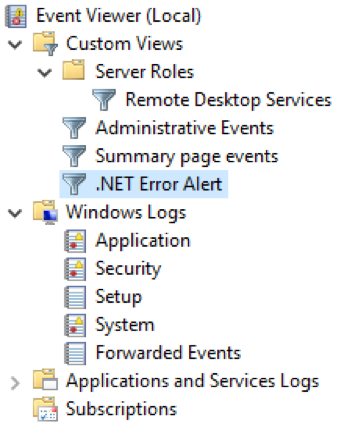 Event Viewer (Local)
Custom Views
Server Roles
Remote Desktop Services
Administrative Events
Summary page events
.NET Error Alert
Windows Logs
Application
Security
Setup
System
Forwarded Events
Applications and Services Logs
Subscriptions